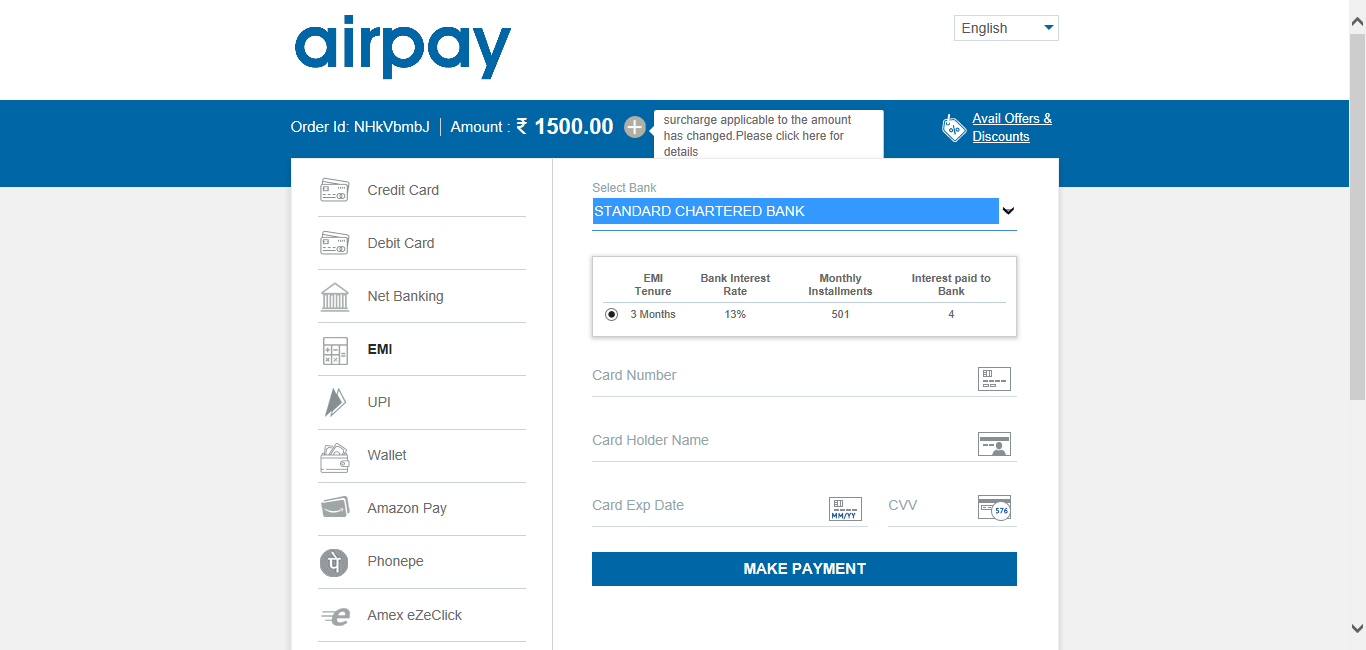 airpay
English
Order Id: NHkVbmbJ | Amount : ₹ 1500.00
surcharge applicable to the amount
has changed.Please click here for
details
Avail Offers &
Discounts
Credit Card
Debit Card
Net Banking
EMI
UPI
Wallet
Amazon Pay
Phonepe
Amex eZeClick
Select Bank
STANDARD CHARTERED BANK
EMI Tenure Bank Interest Rate Monthly Installments Interest paid to Bank
3 Months 13% 501 4
Card Number
Card Holder Name
Card Exp Date MM/YY CVV 576
MAKE PAYMENT